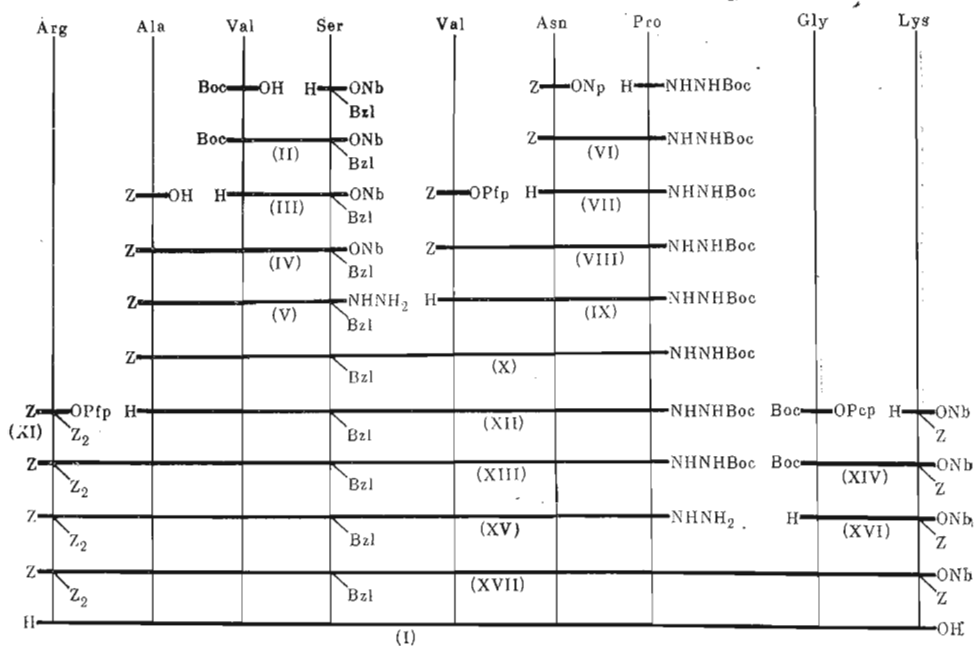 Arg Ala Val Ser Val Asn Pro Gly Lys
Boc OH H ONb Z ONp H NHNHBoc
Bzl
Boc ONb Z NHNHBoc
(II) Bzl (VI)
Z OH H ONb Z OPfp H NHNHBoc
(III) Bzl (VII)
Z ONb Z NHNHBoc
(IV) Bzl (VIII)
Z NHNH₂ H NHNHBoc
(V) Bzl (IX)
Z NHNHBoc
Bzl (X)
Z OPfp H NHNHBoc Boc OPcp H ONb
(XI) Z₂ Bzl (XII) Z
Z NHNHBoc Boc ONb
Z₂ Bzl (XIII) (XIV) Z
Z NHNH₂ H ONb
Z₂ Bzl (XV) (XVI) Z
Z ONb
Z₂ Bzl (XVII) Z
H OH
(I)